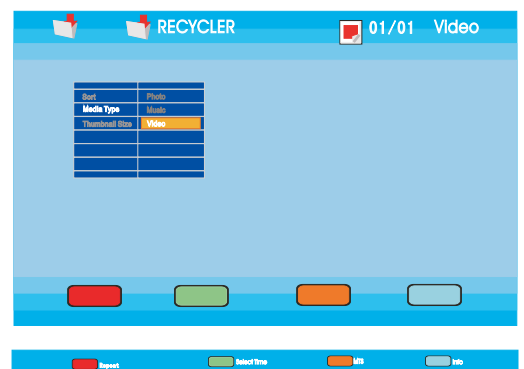 RECYCLER 01/01 Video
Sort Photo
Media Type Music
Thumbnail Size Video
Repeat Select Time MTS Info